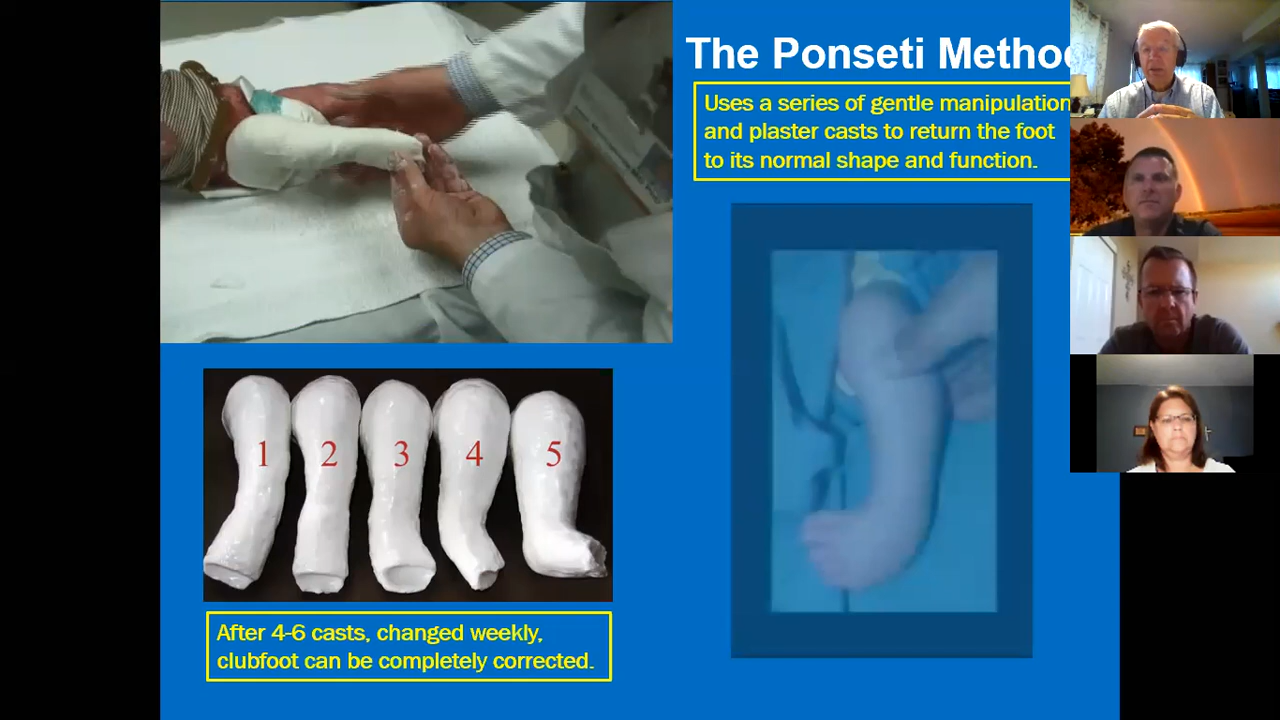 The Ponseti Metho
Uses a series of gentle manipulation
and plaster casts to return the foot
to its normal shape and function.
1 2 3 4 5
After 4-6 casts, changed weekly,
clubfoot can be completely corrected.